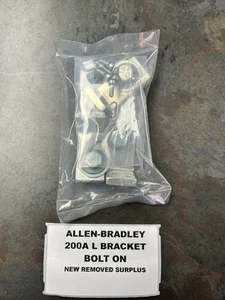 ALLEN-BRADLEY
200A L BRACKET
BOLT ON
NEW REMOVED SURPLUS